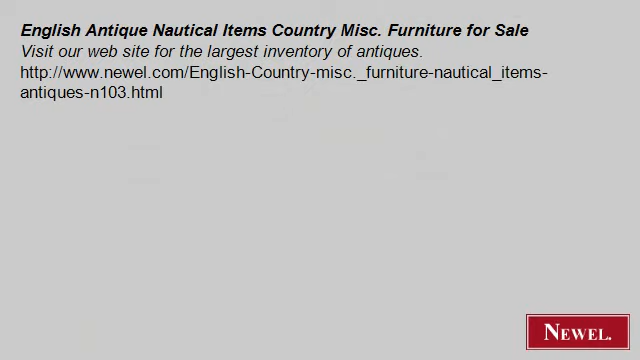 English Antique Nautical Items Country Misc. Furniture for Sale
Visit our web site for the largest inventory of antiques.
http://www.newel.com/English-Country-misc._furniture-nautical_items-
antiques-n103.html
NEWEL.